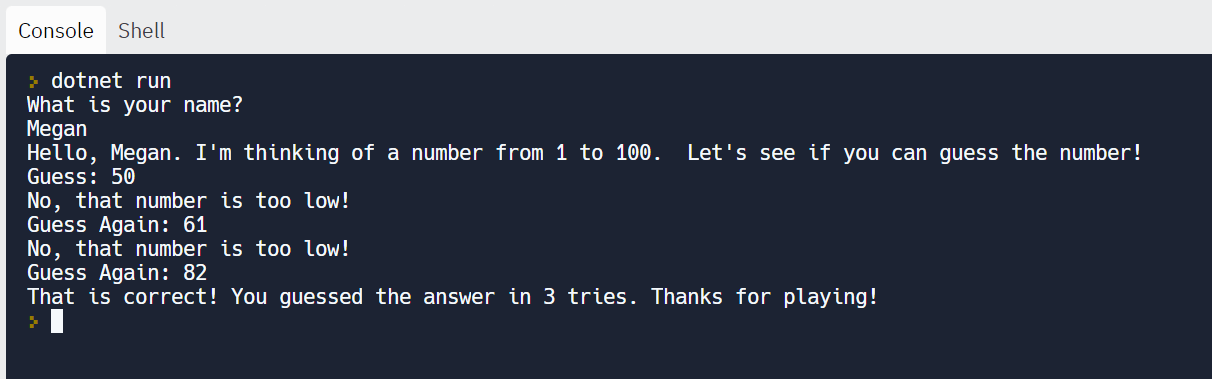 Console Shell
> dotnet run
What is your name?
Megan
Hello, Megan. I'm thinking of a number from 1 to 100.  Let's see if you can guess the number!
Guess: 50
No, that number is too low!
Guess Again: 61
No, that number is too low!
Guess Again: 82
That is correct! You guessed the answer in 3 tries. Thanks for playing!
>